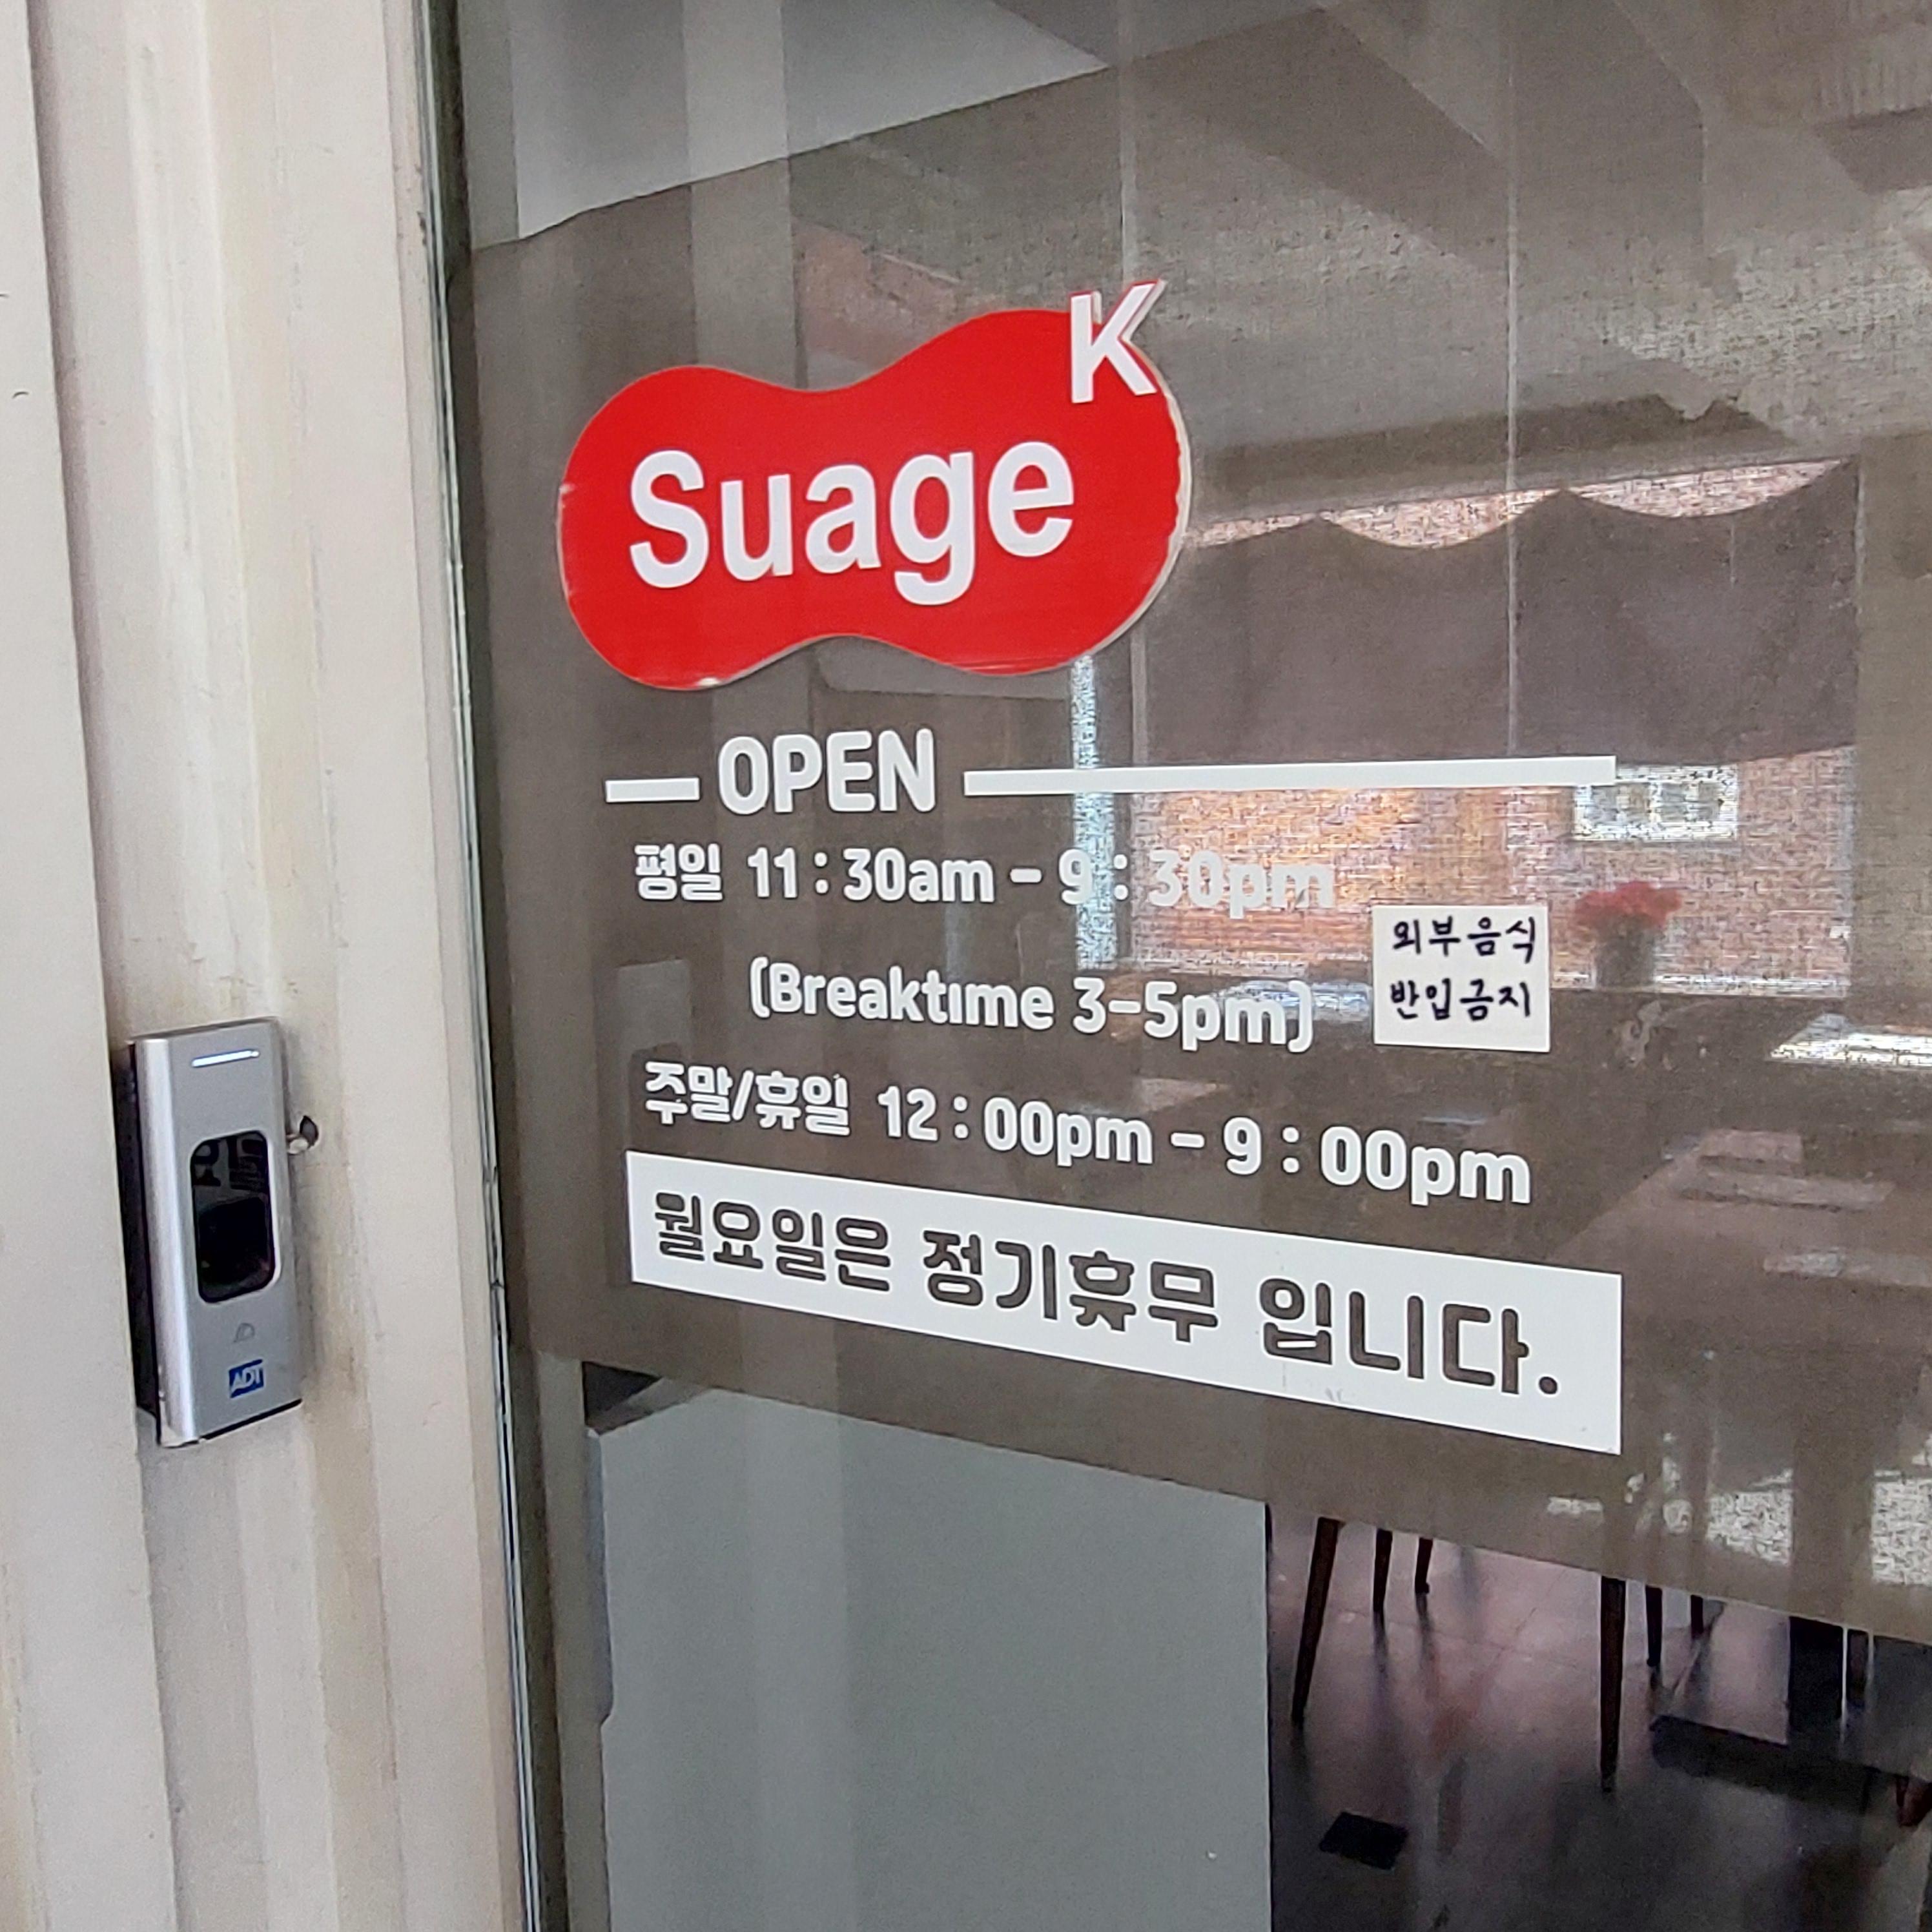 K
Suage
OPEN
평일 11 : 30am - 9 : 30pm
(Breaktime 3-5pm)
외부음식
반입금지
주말/휴일 12 : 00pm - 9 : 00pm
월요일은 정기휴무 입니다.
ADT